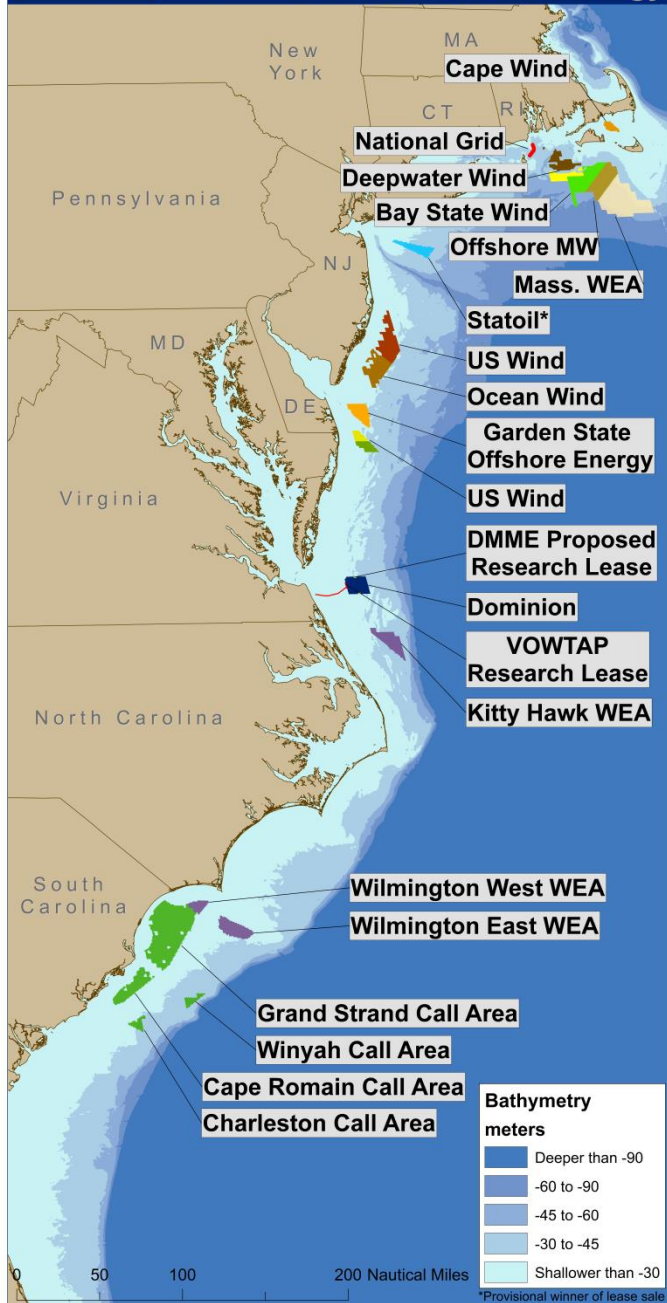 MA
New
York
Cape Wind
CT
RI
National Grid
Deepwater Wind
Pennsylvania
Bay State Wind
Offshore MW
NJ
Mass. WEA
Statoil*
MD
US Wind
Ocean Wind
DE
Garden State
Offshore Energy
Virginia
US Wind
DMME Proposed
Research Lease
Dominion
VOWTAP
Research Lease
North Carolina
Kitty Hawk WEA
South
Carolina
Wilmington West WEA
Wilmington East WEA
Grand Strand Call Area
Winyah Call Area
Cape Romain Call Area
Charleston Call Area
Bathymetry
meters
Deeper than -90
-60 to -90
-45 to -60
-30 to -45
Shallower than -30
0 50 100 200 Nautical Miles
*Provisional winner of lease sale